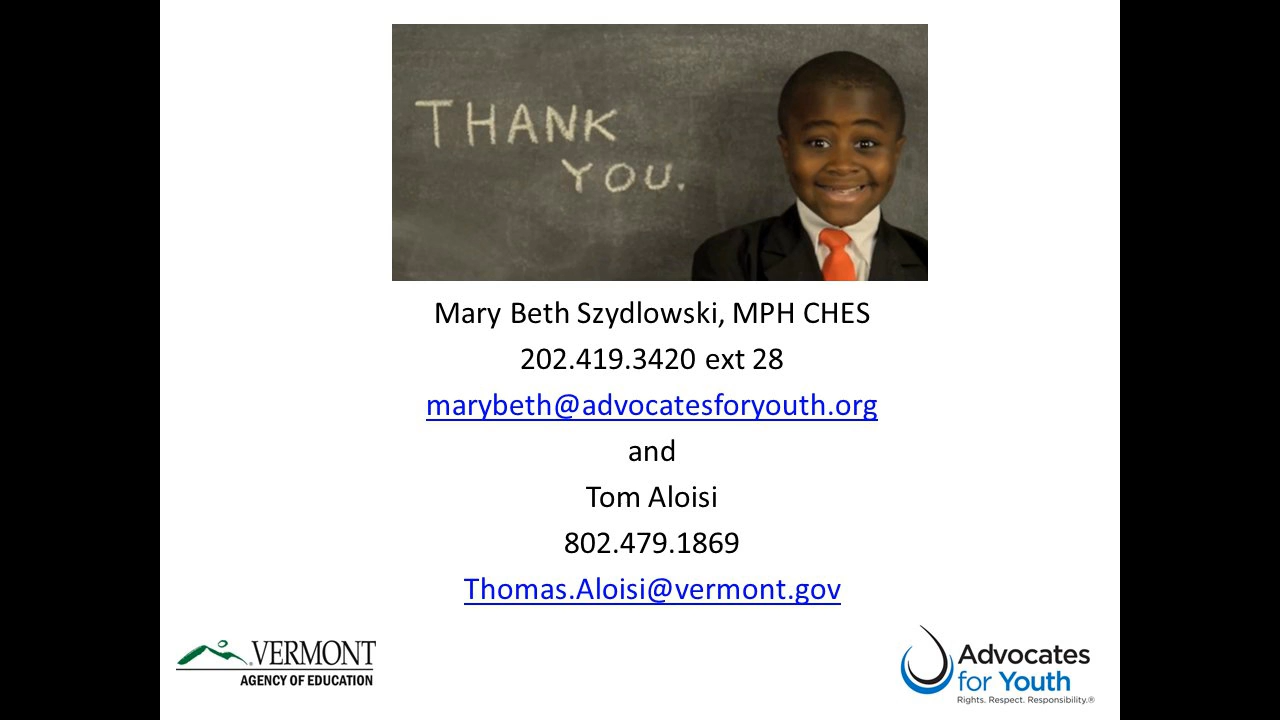 THANK
YOU.
Mary Beth Szydlowski, MPH CHES
202.419.3420 ext 28
marybeth@advocatesforyouth.org
and
Tom Aloisi
802.479.1869
Thomas.Aloisi@vermont.gov
VERMONT
AGENCY OF EDUCATION
Advocates
for Youth
Rights. Respect. Responsibility.®